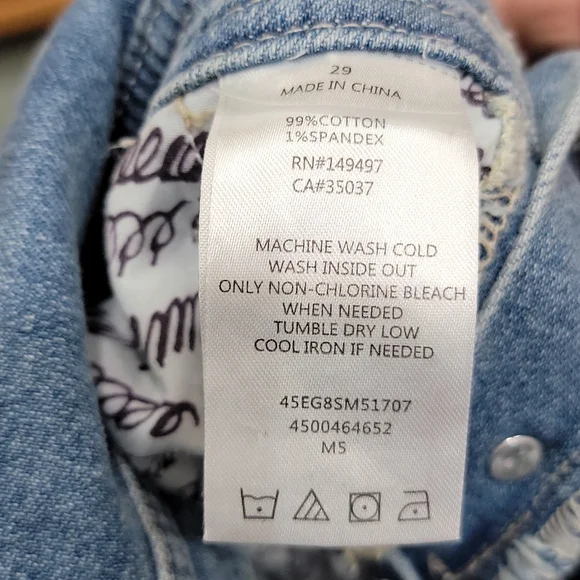 29
MADE IN CHINA
99%COTTON
1%SPANDEX
RN#149497
CA#35037
MACHINE WASH COLD
WASH INSIDE OUT
ONLY NON-CHLORINE BLEACH
WHEN NEEDED
TUMBLE DRY LOW
COOL IRON IF NEEDED
45EG8SM51707
4500464652
M5